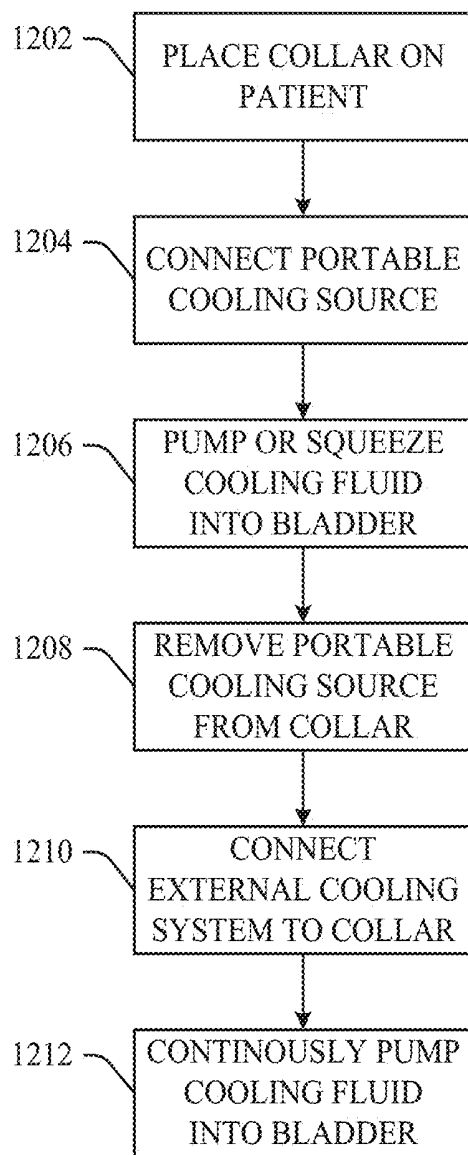 1202
PLACE COLLAR ON
PATIENT
1204
CONNECT PORTABLE
COOLING SOURCE
1206
PUMP OR SQUEEZE
COOLING FLUID
INTO BLADDER
1208
REMOVE PORTABLE
COOLING SOURCE
FROM COLLAR
1210
CONNECT
EXTERNAL COOLING
SYSTEM TO COLLAR
1212
CONTINOUSLY PUMP
COOLING FLUID
INTO BLADDER